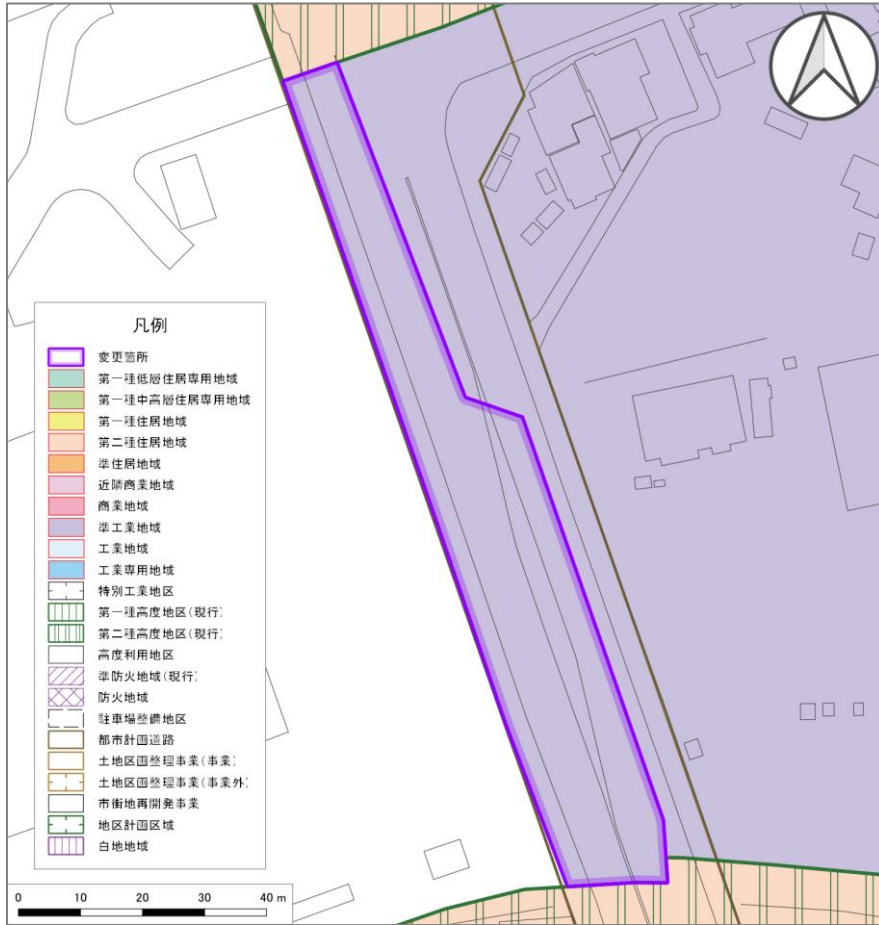 凡例
変更箇所
第一種低層住居専用地域
第一種中高層住居専用地域
第一種住居地域
第二種住居地域
準住居地域
近隣商業地域
商業地域
準工業地域
工業地域
工業専用地域
特別工業地区
第一種高度地区(現行)
第二種高度地区(現行)
高度利用地区
準防火地域(現行)
防火地域
駐車場整備地区
都市計画道路
土地区画整理事業(事業)
土地区画整理事業(事業外)
市街地再開発事業
地区計画区域
白地地域
0 10 20 30 40 m